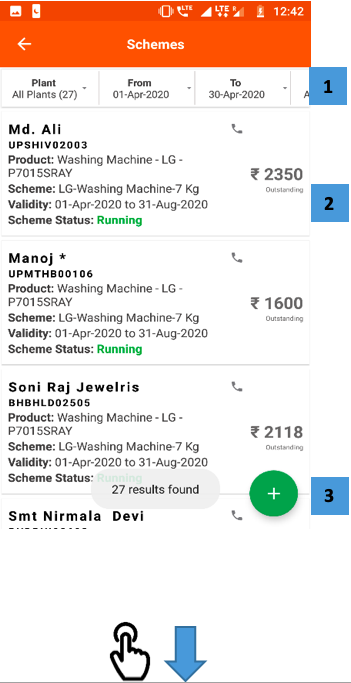 LTE LTE R 12:42
Schemes
Plant From To
All Plants (27) 01-Apr-2020 30-Apr-2020 A
1
Md. Ali
UPSHIV02003
Product: Washing Machine - LG -
P7015SRAY
₹ 2350
Outstanding
Scheme: LG-Washing Machine-7 Kg
Validity: 01-Apr-2020 to 31-Aug-2020
Scheme Status: Running
2
Manoj *
UPMTHB00106
Product: Washing Machine - LG -
P7015SRAY
₹ 1600
Outstanding
Scheme: LG-Washing Machine-7 Kg
Validity: 01-Apr-2020 to 31-Aug-2020
Scheme Status: Running
Soni Raj Jewelris
BHBHLD02505
Product: Washing Machine - LG -
P7015SRAY
₹ 2118
Outstanding
Scheme: LG-Washing Machine-7 Kg
Validity: 01-Apr-2020 to 31-Aug-2020
Scheme Status:
27 results found
+
3
Smt Nirmala Devi